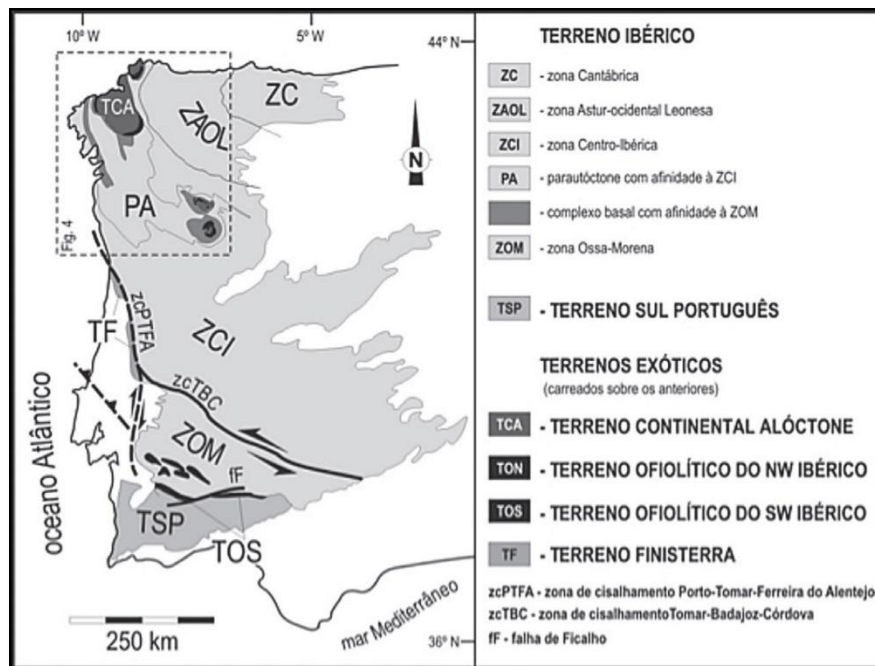 10° W
5° W
44° N
TCA
ZAOL
ZC
N
PA
Fig. 4
TF
zcPTFA
ZCI
zcTBC
ZOM
fF
TSP
TOS
oceano Atlântico
mar Mediterrâneo
250 km
36° N
TERRENO IBÉRICO
ZC - zona Cantábrica
ZAOL - zona Astur-ocidental Leonesa
ZCI - zona Centro-Ibérica
PA - parautóctone com afinidade à ZCI
- complexo basal com afinidade à ZOM
ZOM - zona Ossa-Morena
TSP - TERRENO SUL PORTUGUÊS
TERRENOS EXÓTICOS
(carreados sobre os anteriores)
TCA - TERRENO CONTINENTAL ALÓCTONE
TON - TERRENO OFIOLÍTICO DO NW IBÉRICO
TOS - TERRENO OFIOLÍTICO DO SW IBÉRICO
TF - TERRENO FINISTERRA
zcPTFA - zona de cisalhamento Porto-Tomar-Ferreira do Alentejo
zcTBC - zona de cisalhamentoTomar-Badajoz-Córdova
fF - falha de Ficalho